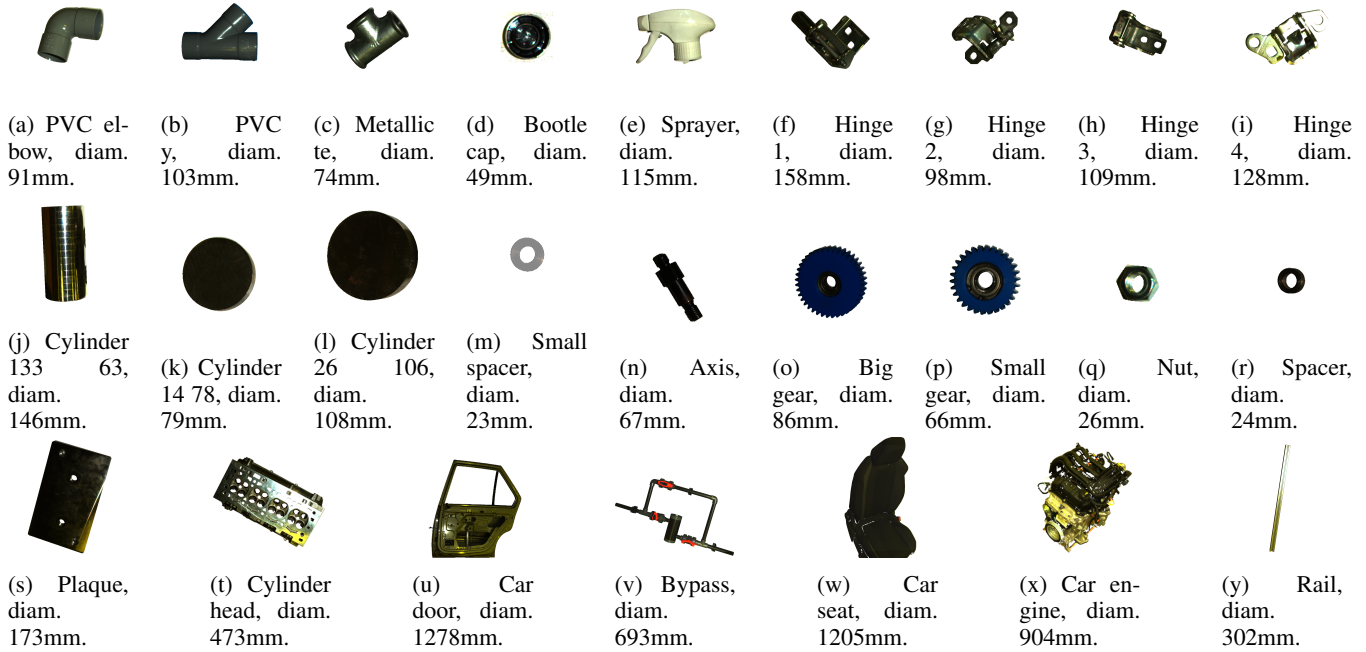 (a) PVC el-
bow, diam.
91mm.
(b) PVC
y, diam.
103mm.
(c) Metallic
te, diam.
74mm.
(d) Bootle
cap, diam.
49mm.
(e) Sprayer,
diam.
115mm.
(f) Hinge
1, diam.
158mm.
(g) Hinge
2, diam.
98mm.
(h) Hinge
3, diam.
109mm.
(i) Hinge
4, diam.
128mm.
(j) Cylinder
133 63,
diam.
146mm.
(k) Cylinder
14 78, diam.
79mm.
(l) Cylinder
26 106,
diam.
108mm.
(m) Small
spacer,
diam.
23mm.
(n) Axis,
diam.
67mm.
(o) Big
gear, diam.
86mm.
(p) Small
gear, diam.
66mm.
(q) Nut,
diam.
26mm.
(r) Spacer,
diam.
24mm.
(s) Plaque,
diam.
173mm.
(t) Cylinder
head, diam.
473mm.
(u) Car
door, diam.
1278mm.
(v) Bypass,
diam.
693mm.
(w) Car
seat, diam.
1205mm.
(x) Car en-
gine, diam.
904mm.
(y) Rail,
diam.
302mm.